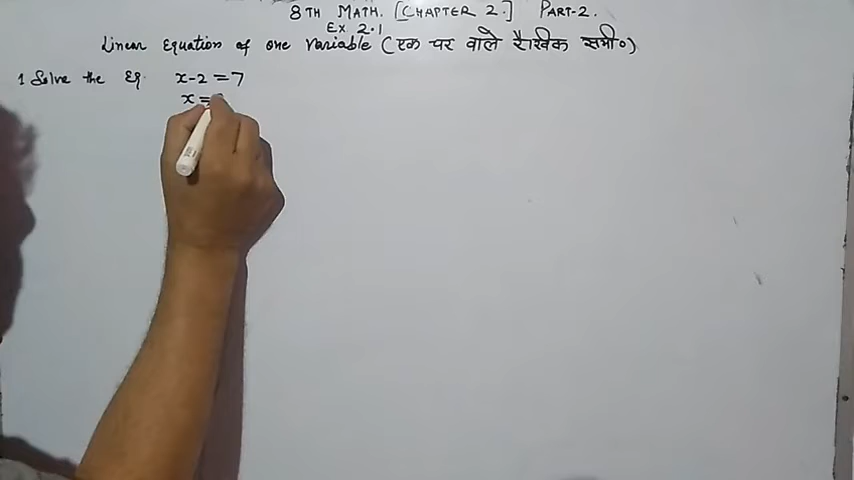 8TH MATH. [CHAPTER 2.] PART-2.
Ex 2.1
Linear Equation of one Variable (एक चर वाले रैखिक समी०)
1 Solve the Eq. x-2 = 7
x =